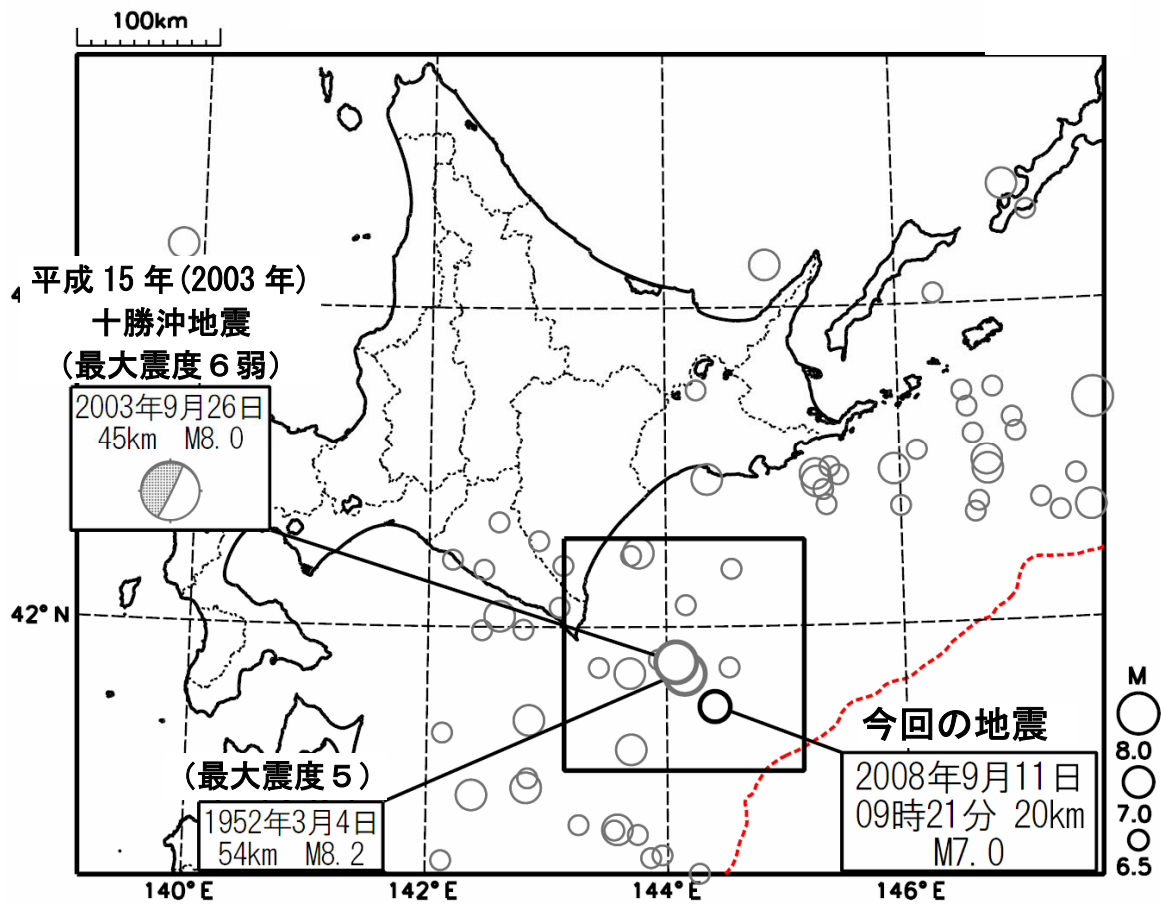 100km
4
平成15年(2003年)
十勝沖地震
(最大震度6弱)
2003年9月26日
45km M8.0
42°N
(最大震度5)
1952年3月4日
54km M8.2
今回の地震
2008年9月11日
09時21分 20km
M7.0
M
8.0
7.0
6.5
140°E
142°E
144°E
146°E